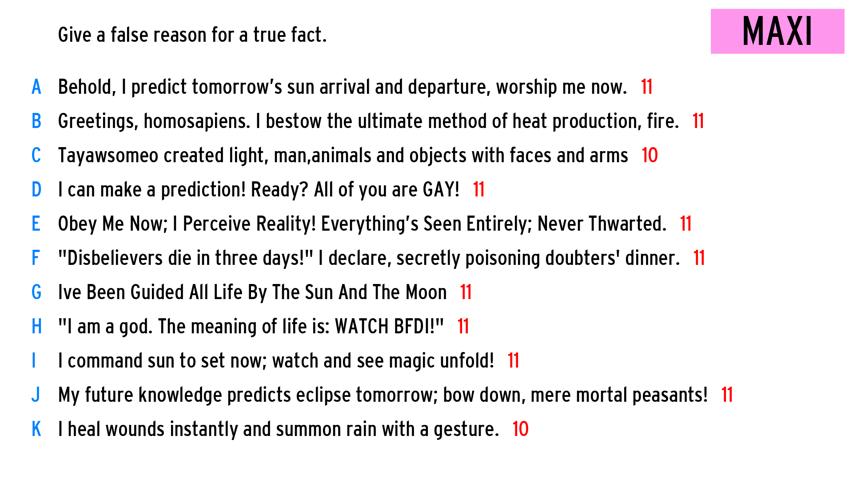 Give a false reason for a true fact.
MAXI
A Behold, I predict tomorrow's sun arrival and departure, worship me now. 11
B Greetings, homosapiens. I bestow the ultimate method of heat production, fire. 11
C Tayawsomeo created light, man,animals and objects with faces and arms 10
D I can make a prediction! Ready? All of you are GAY! 11
E Obey Me Now; I Perceive Reality! Everything's Seen Entirely; Never Thwarted. 11
F "Disbelievers die in three days!" I declare, secretly poisoning doubters' dinner. 11
G Ive Been Guided All Life By The Sun And The Moon 11
H "I am a god. The meaning of life is: WATCH BFDI!" 11
I I command sun to set now; watch and see magic unfold! 11
J My future knowledge predicts eclipse tomorrow; bow down, mere mortal peasants! 11
K I heal wounds instantly and summon rain with a gesture. 10